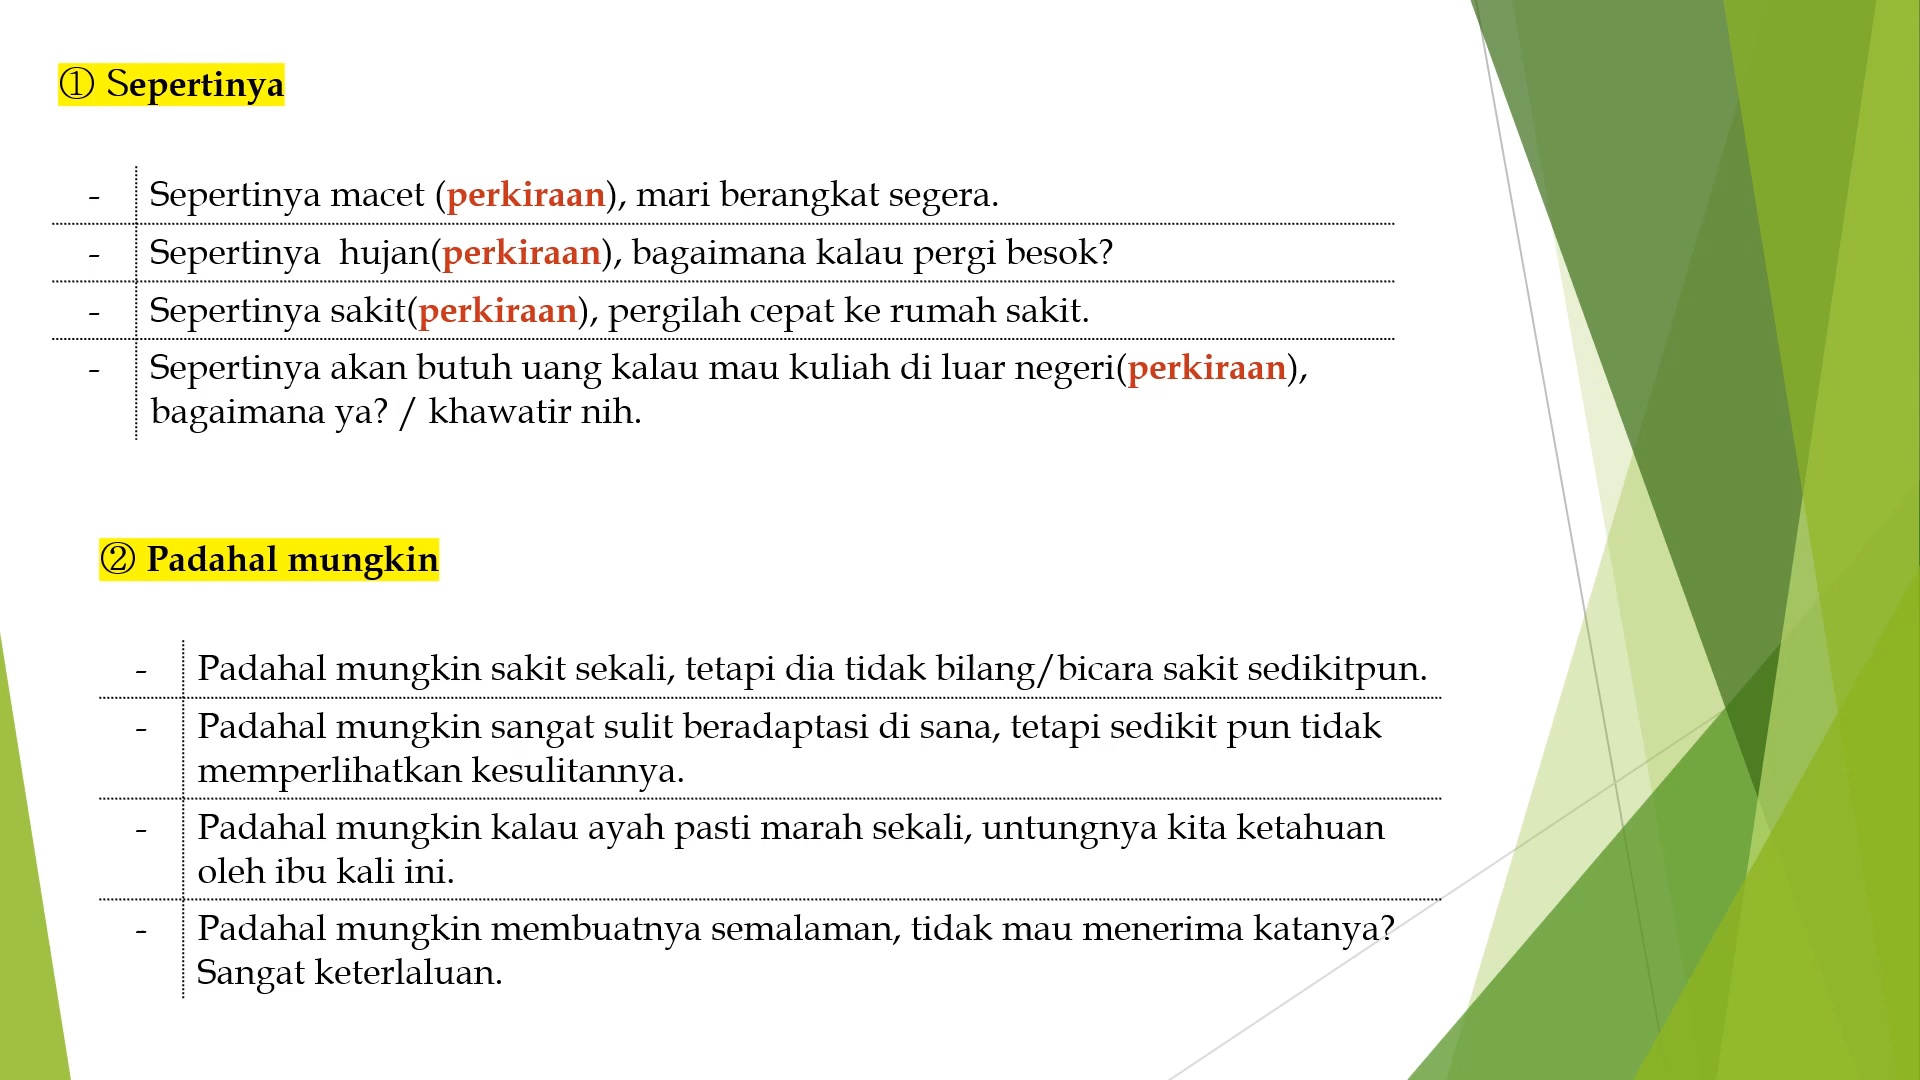 ① Sepertinya
- Sepertinya macet (perkiraan), mari berangkat segera.
- Sepertinya  hujan(perkiraan), bagaimana kalau pergi besok?
- Sepertinya sakit(perkiraan), pergilah cepat ke rumah sakit.
- Sepertinya akan butuh uang kalau mau kuliah di luar negeri(perkiraan),
bagaimana ya? / khawatir nih.
② Padahal mungkin
- Padahal mungkin sakit sekali, tetapi dia tidak bilang/bicara sakit sedikitpun.
- Padahal mungkin sangat sulit beradaptasi di sana, tetapi sedikit pun tidak
memperlihatkan kesulitannya.
- Padahal mungkin kalau ayah pasti marah sekali, untungnya kita ketahuan
oleh ibu kali ini.
- Padahal mungkin membuatnya semalaman, tidak mau menerima katanya?
Sangat keterlaluan.